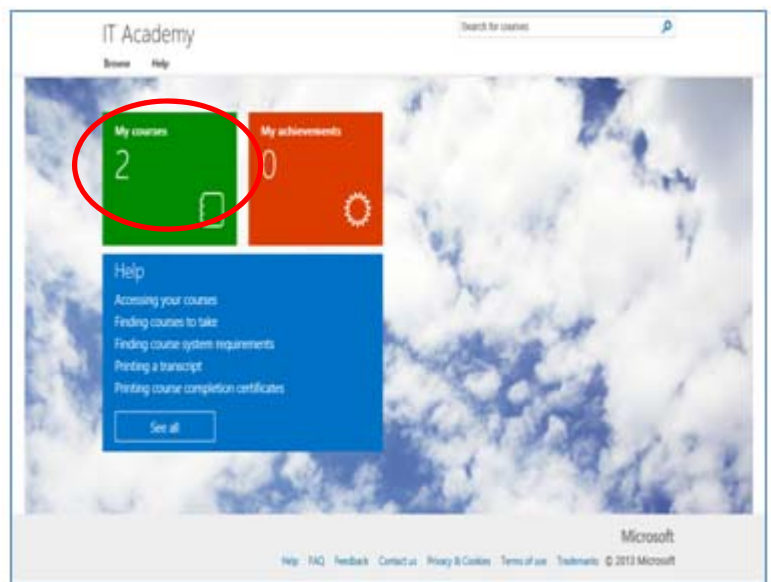 IT Academy
Search for courses
Browse Help
My courses
2
My achievements
0
Help
Accessing your courses
Finding courses to take
Finding course system requirements
Printing a transcript
Printing course completion certificates
See all
Microsoft
Help FAQ Feedback Contact us Privacy & Cookies Terms of use Trademarks © 2013 Microsoft